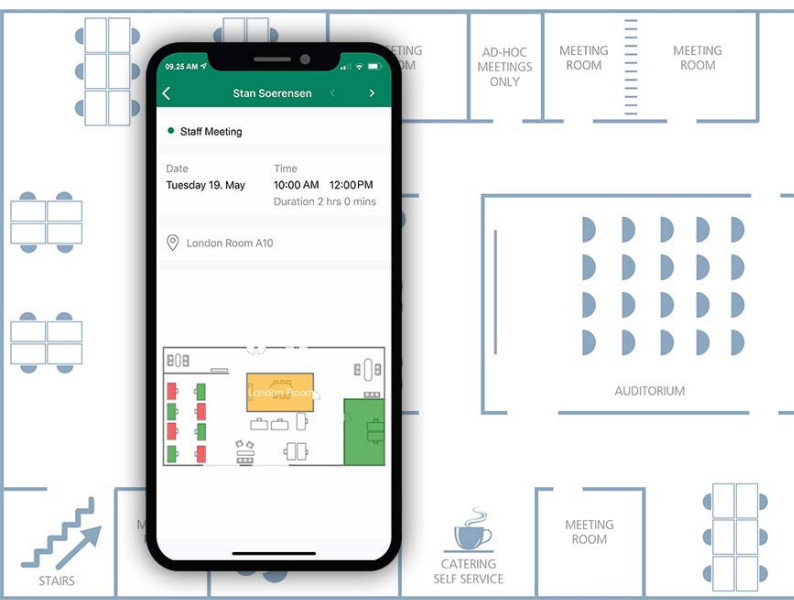 09.25 AM
Stan Soerensen
Staff Meeting
Date
Time
Tuesday 19. May
10:00 AM 12:00PM
Duration 2 hrs 0 mins
London Room A10
London Room
AD-HOC
MEETINGS
ONLY
MEETING
ROOM
MEETING
ROOM
AUDITORIUM
STAIRS
CATERING
SELF SERVICE
MEETING
ROOM